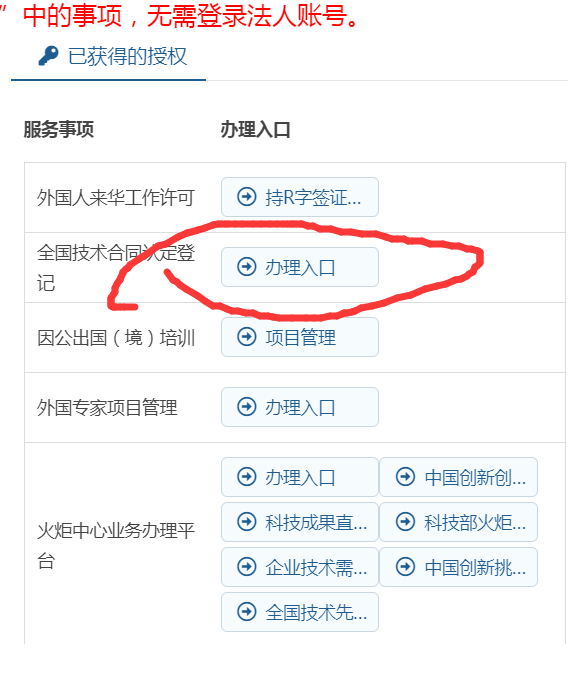 ”中的事项，无需登录法人账号。
已获得的授权
服务事项 办理入口
外国人来华工作许可 持R字签证...
全国技术合同认定登
记
办理入口
因公出国（境）培训 项目管理
外国专家项目管理 办理入口
火炬中心业务办理平
台
办理入口 中国创新创...
科技成果直... 科技部火炬...
企业技术需... 中国创新挑...
全国技术先...